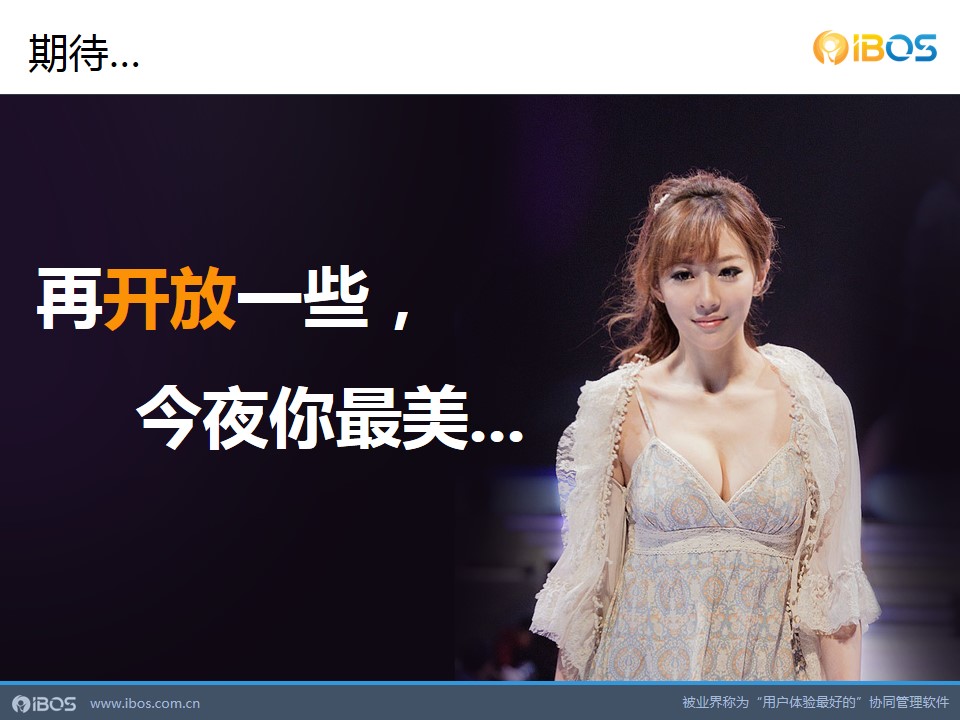 期待...
iBOS
再开放一些，
今夜你最美...
iBOS
www.ibos.com.cn
被业界称为“用户体验最好的”协同管理软件